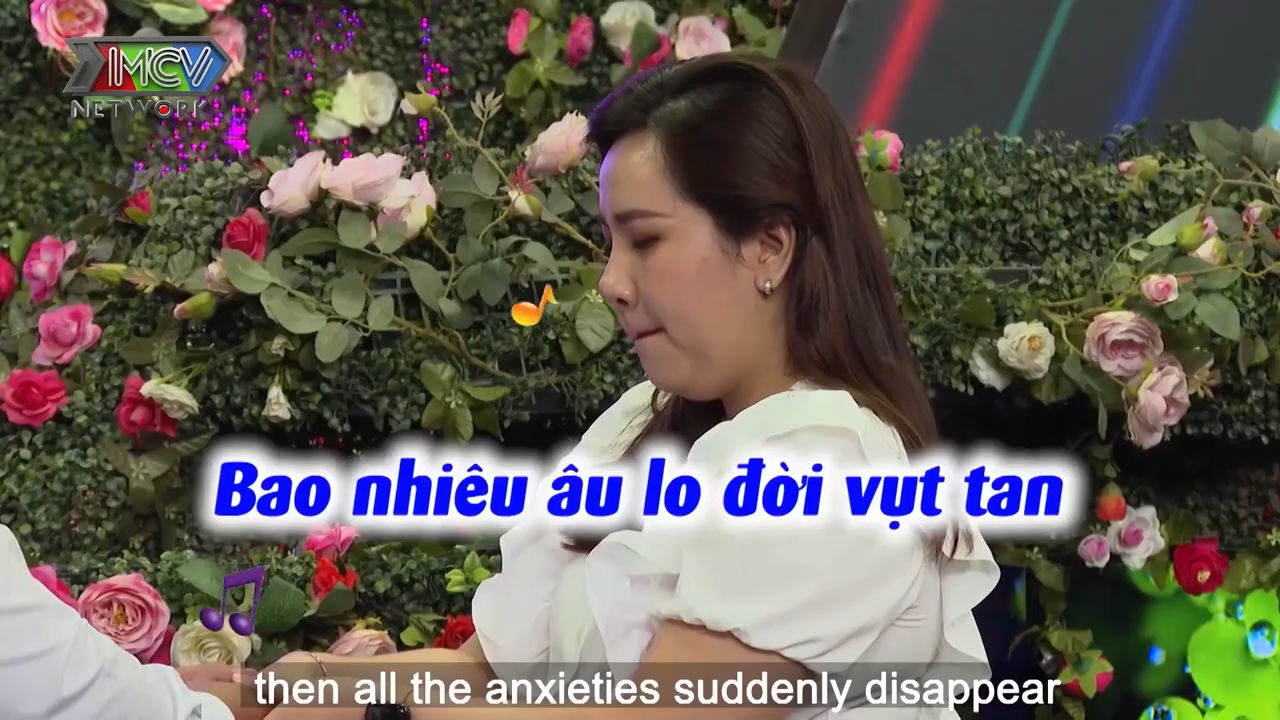 MCV
NETWORK
Bao nhiêu âu lo đời vụt tan
then all the anxieties suddenly disappear